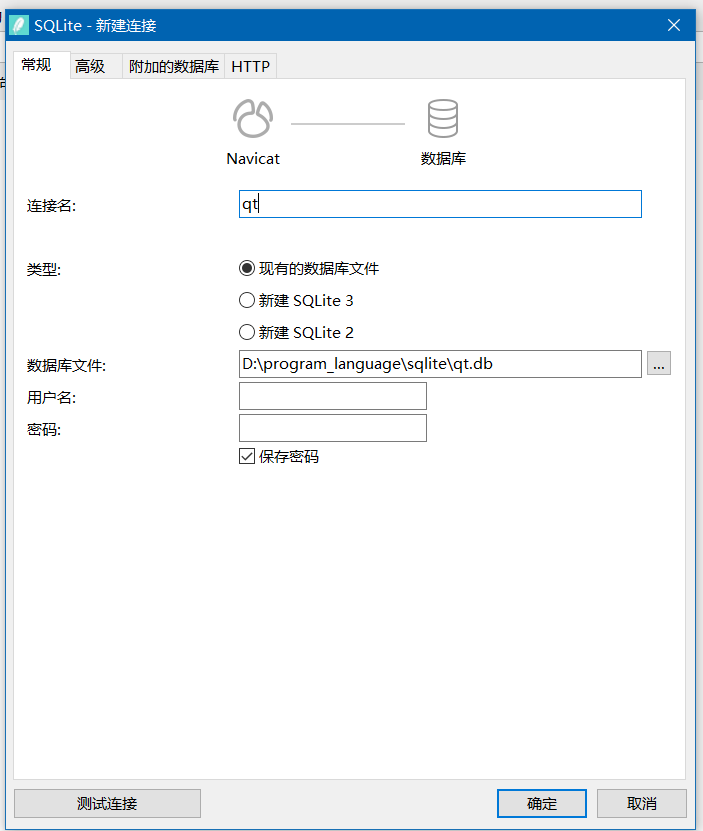 SQLite - 新建连接
常规 高级 附加的数据库 HTTP
Navicat 数据库
连接名: qt
类型: 现有的数据库文件
新建 SQLite 3
新建 SQLite 2
数据库文件: D:\program_language\sqlite\qt.db ...
用户名:
密码:
保存密码
测试连接 确定 取消